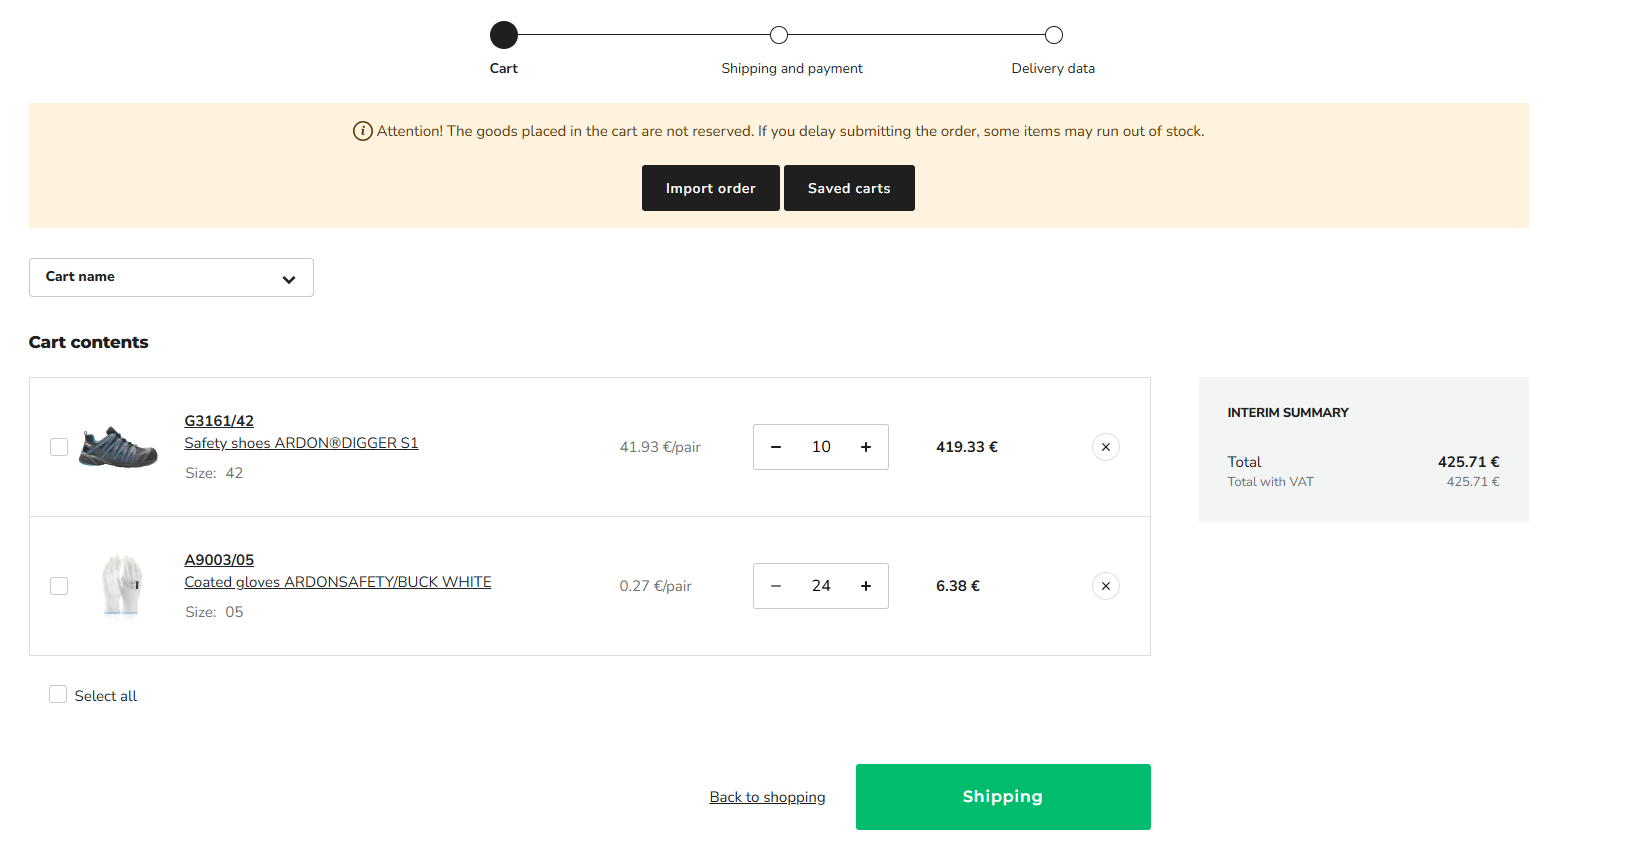 Cart
Shipping and payment
Delivery data
Attention! The goods placed in the cart are not reserved. If you delay submitting the order, some items may run out of stock.
Import order
Saved carts
Cart name
Cart contents
G3161/42
Safety shoes ARDON®DIGGER S1
Size: 42
41.93 €/pair
− 10 +
419.33 €
A9003/05
Coated gloves ARDONSAFETY/BUCK WHITE
Size: 05
0.27 €/pair
− 24 +
6.38 €
Select all
INTERIM SUMMARY
Total 425.71 €
Total with VAT 425.71 €
Back to shopping
Shipping